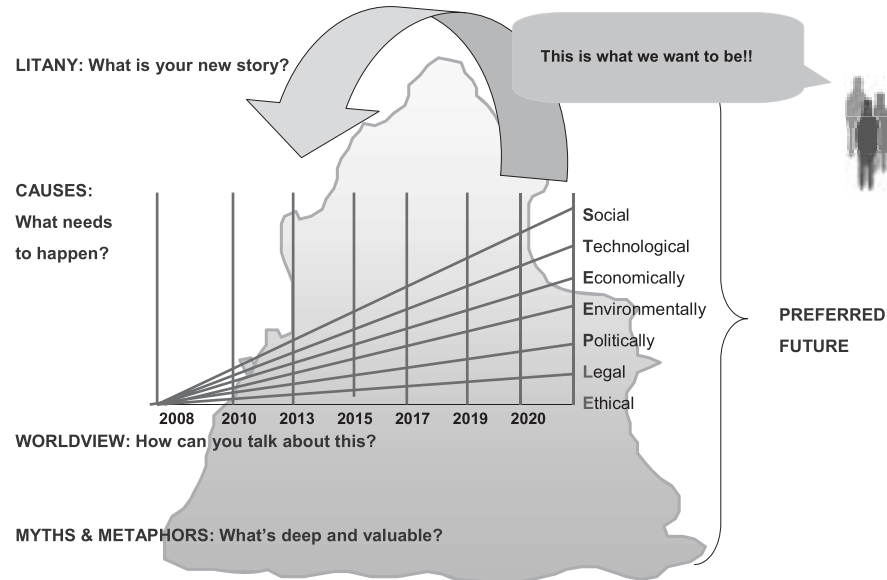 This is what we want to be!!
LITANY: What is your new story?
CAUSES:
What needs
to happen?
Social
Technological
Economically
Environmentally
Politically
Legal
Ethical
PREFERRED
FUTURE
2008 2010 2013 2015 2017 2019 2020
WORLDVIEW: How can you talk about this?
MYTHS & METAPHORS: What's deep and valuable?